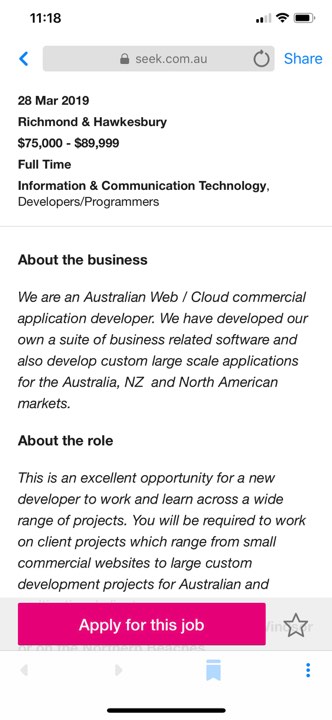 11:18
seek.com.au
Share
28 Mar 2019
Richmond & Hawkesbury
$75,000 - $89,999
Full Time
Information & Communication Technology,
Developers/Programmers
About the business
We are an Australian Web / Cloud commercial
application developer. We have developed our
own a suite of business related software and
also develop custom large scale applications
for the Australia, NZ and North American
markets.
About the role
This is an excellent opportunity for a new
developer to work and learn across a wide
range of projects. You will be required to work
on client projects which range from small
commercial websites to large custom
development projects for Australian and
Apply for this job
or on the Northern Beaches